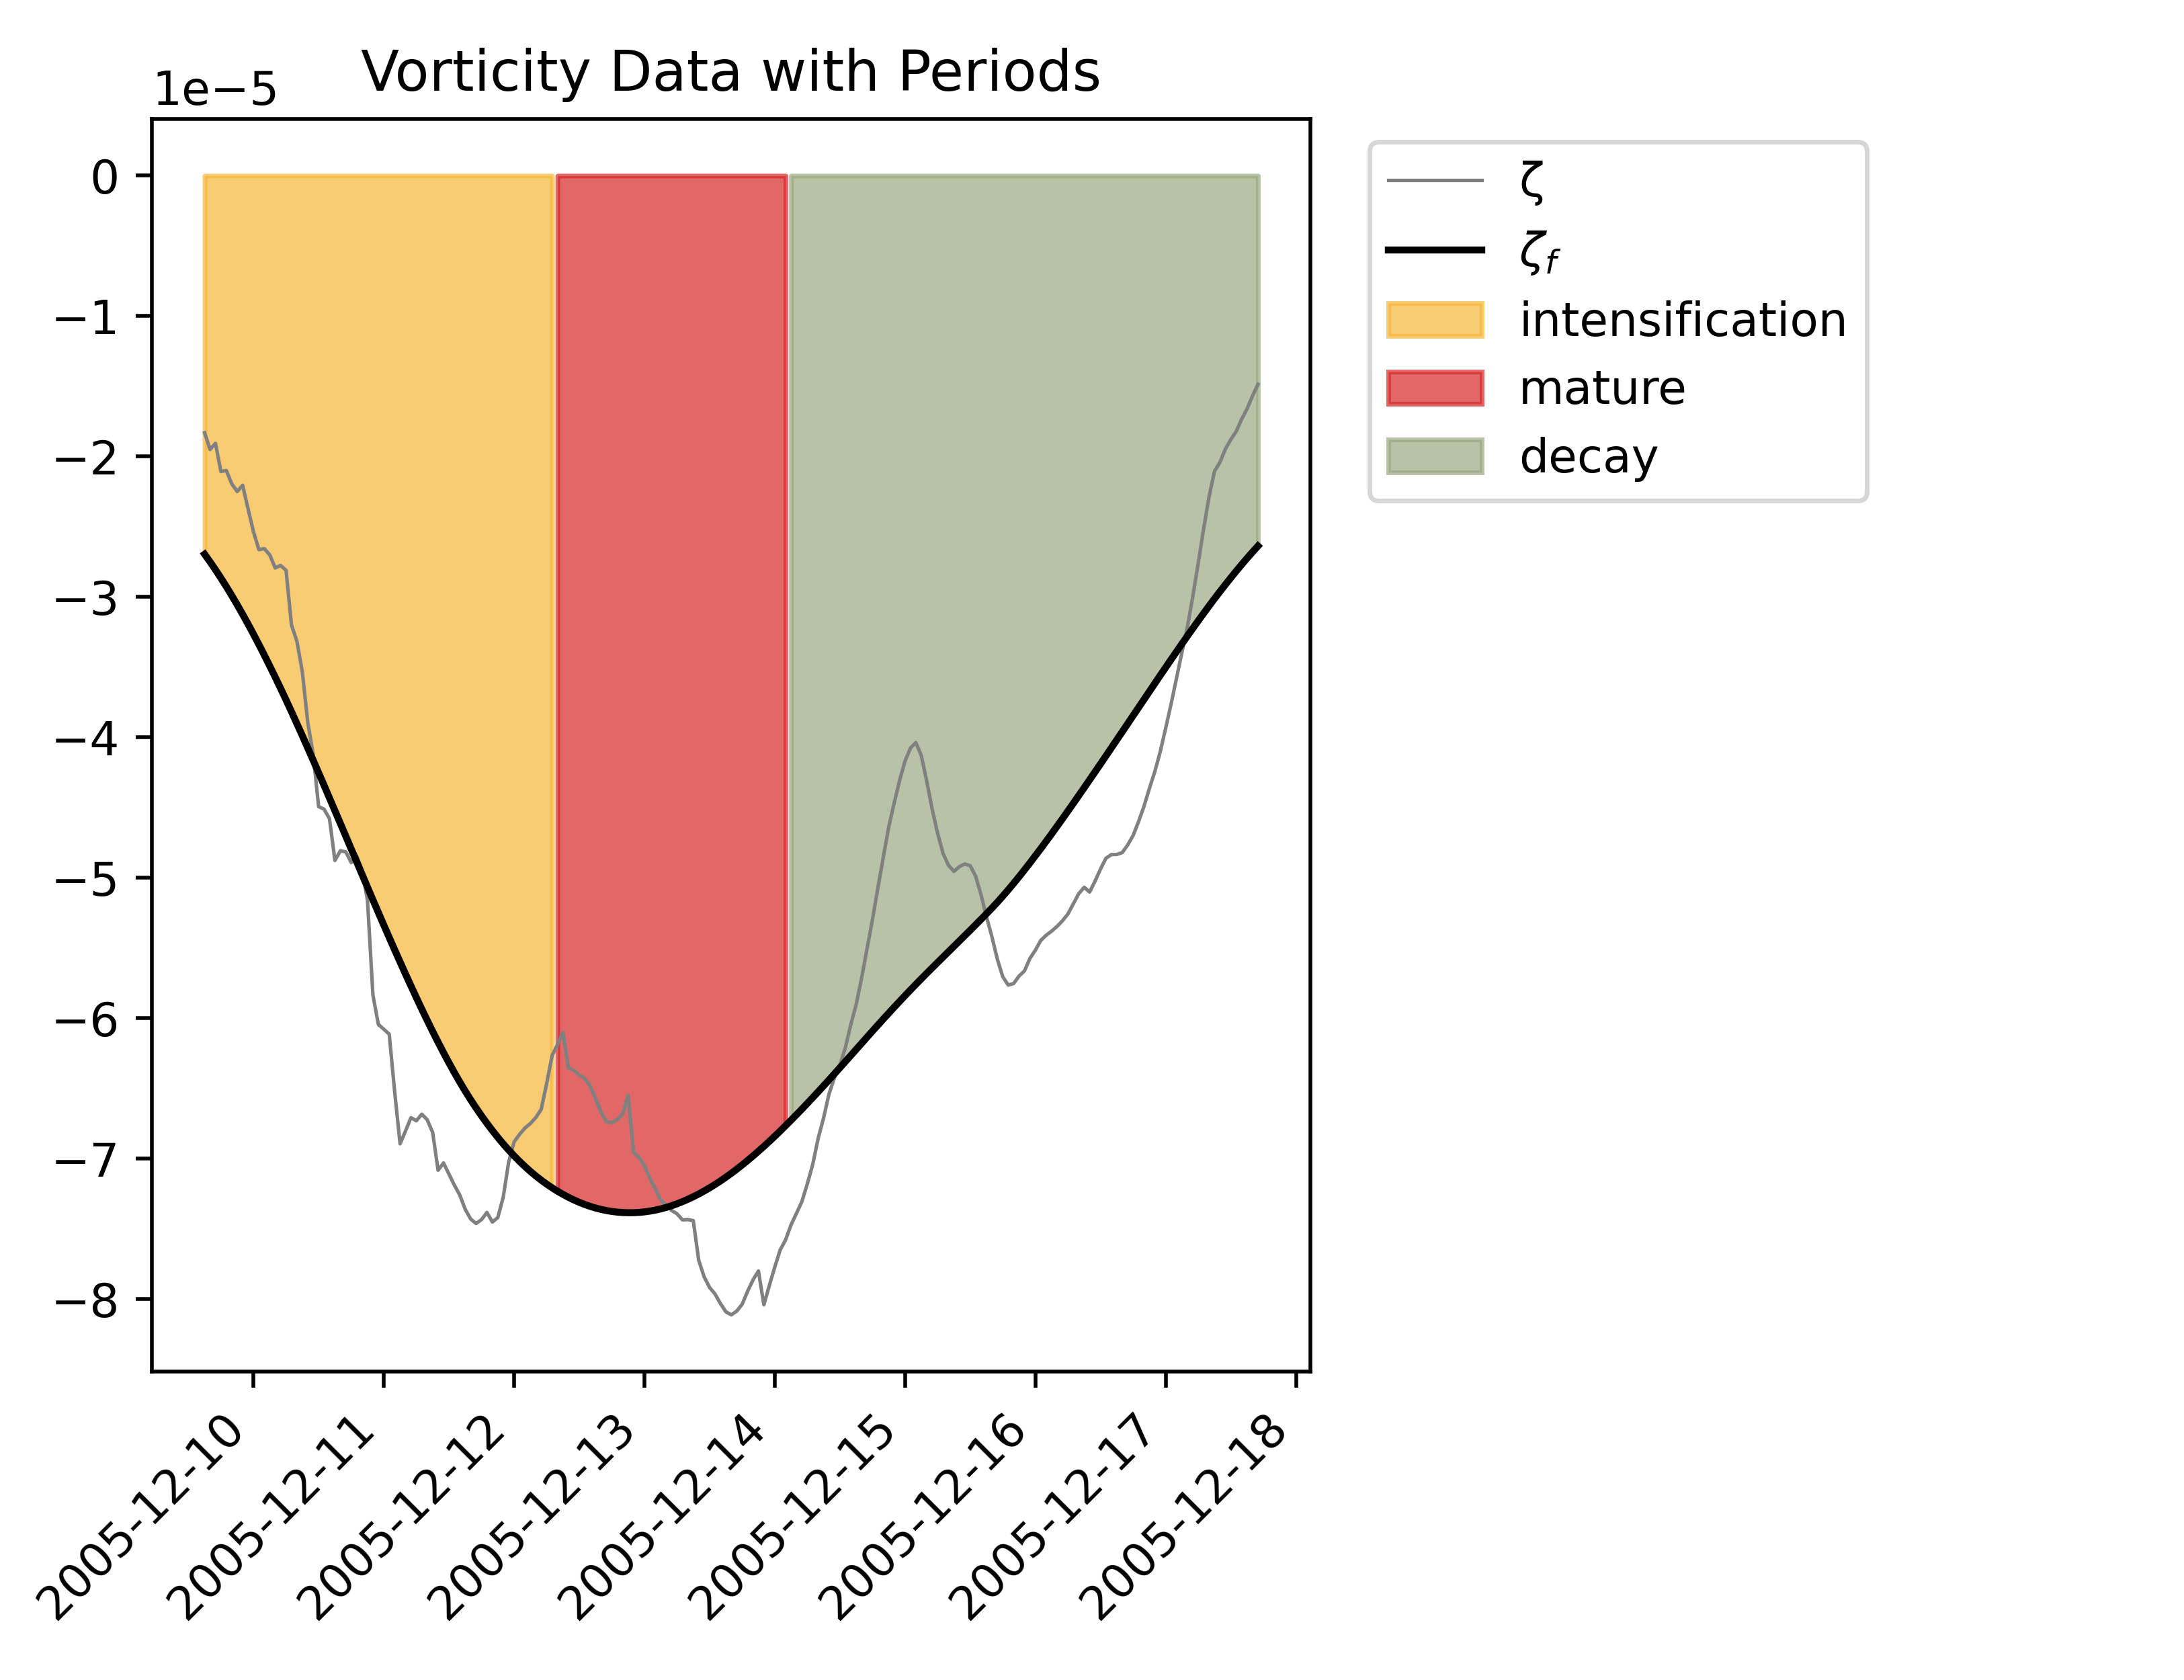 Vorticity Data with Periods
1e−5
0
−1
−2
−3
−4
−5
−6
−7
−8
2005-12-10
2005-12-11
2005-12-12
2005-12-13
2005-12-14
2005-12-15
2005-12-16
2005-12-17
2005-12-18
ζ
ζf
intensification
mature
decay